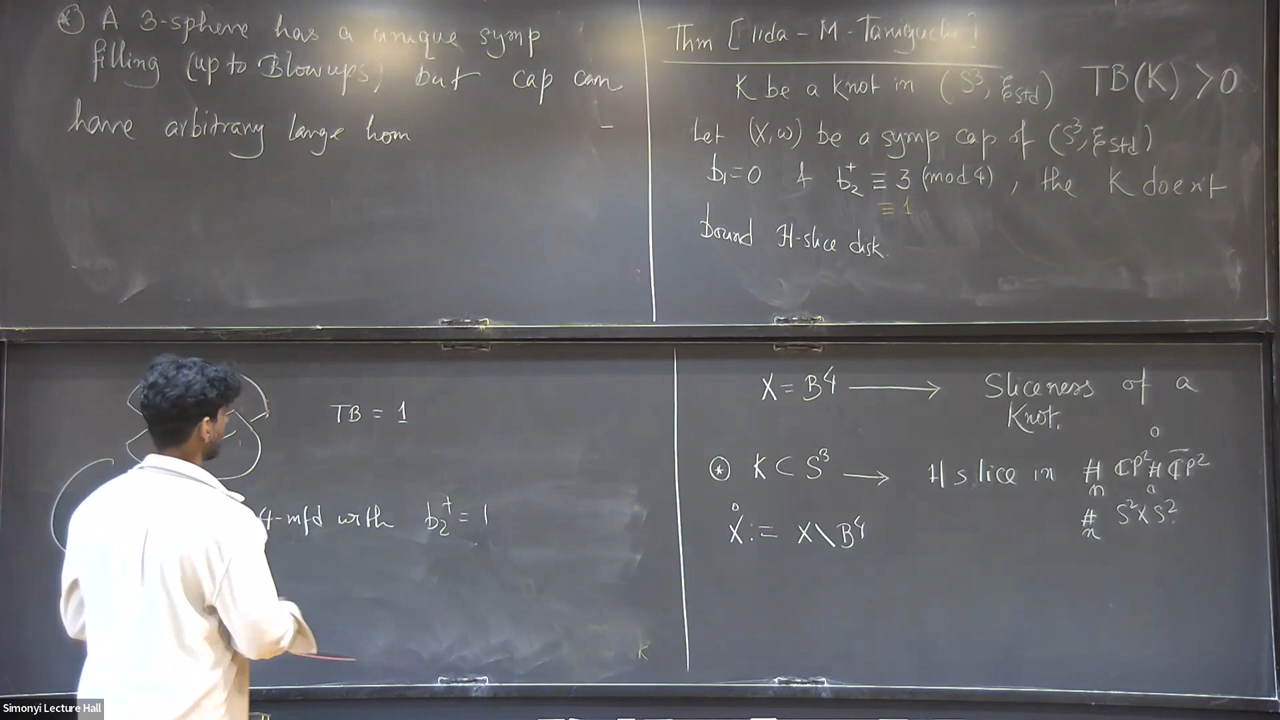 ⊛ A 3-sphere has a unique symp
filling (up to Blowups) but cap can
have arbitrary large hom
Thm [Iida - M - Taniguchi]
K be a knot in (S³, ξstd) TB(K) > 0
Let (X, ω) be a symp cap of (S³, ξstd)
b₁=0 & b₂⁺ ≡ 3 (mod 4), the K doesn't
≡ 1
bound H-slice disk.
TB = 1
4-mfd with b₂⁺ = 1
K
X = B⁴ ⟶ Sliceness of a
Knot.
⊛ K ⊂ S³ ⟶ H slice in #n CP² # \overline{CP}²
#n S²×S².
X̊ := X \ B⁴
Simonyi Lecture Hall